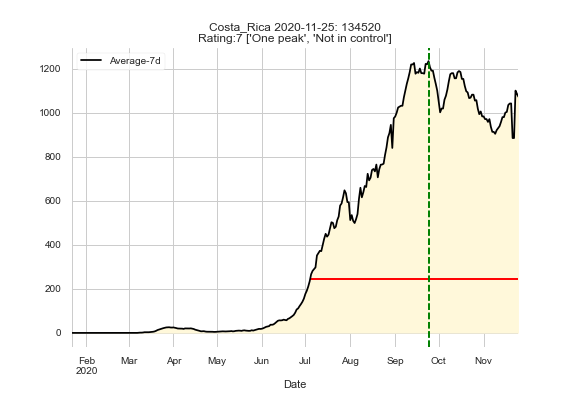 Costa_Rica 2020-11-25: 134520
Rating:7 ['One peak', 'Not in control']
Average-7d
1200
1000
800
600
400
200
0
Feb Mar Apr May Jun Jul Aug Sep Oct Nov
2020
Date